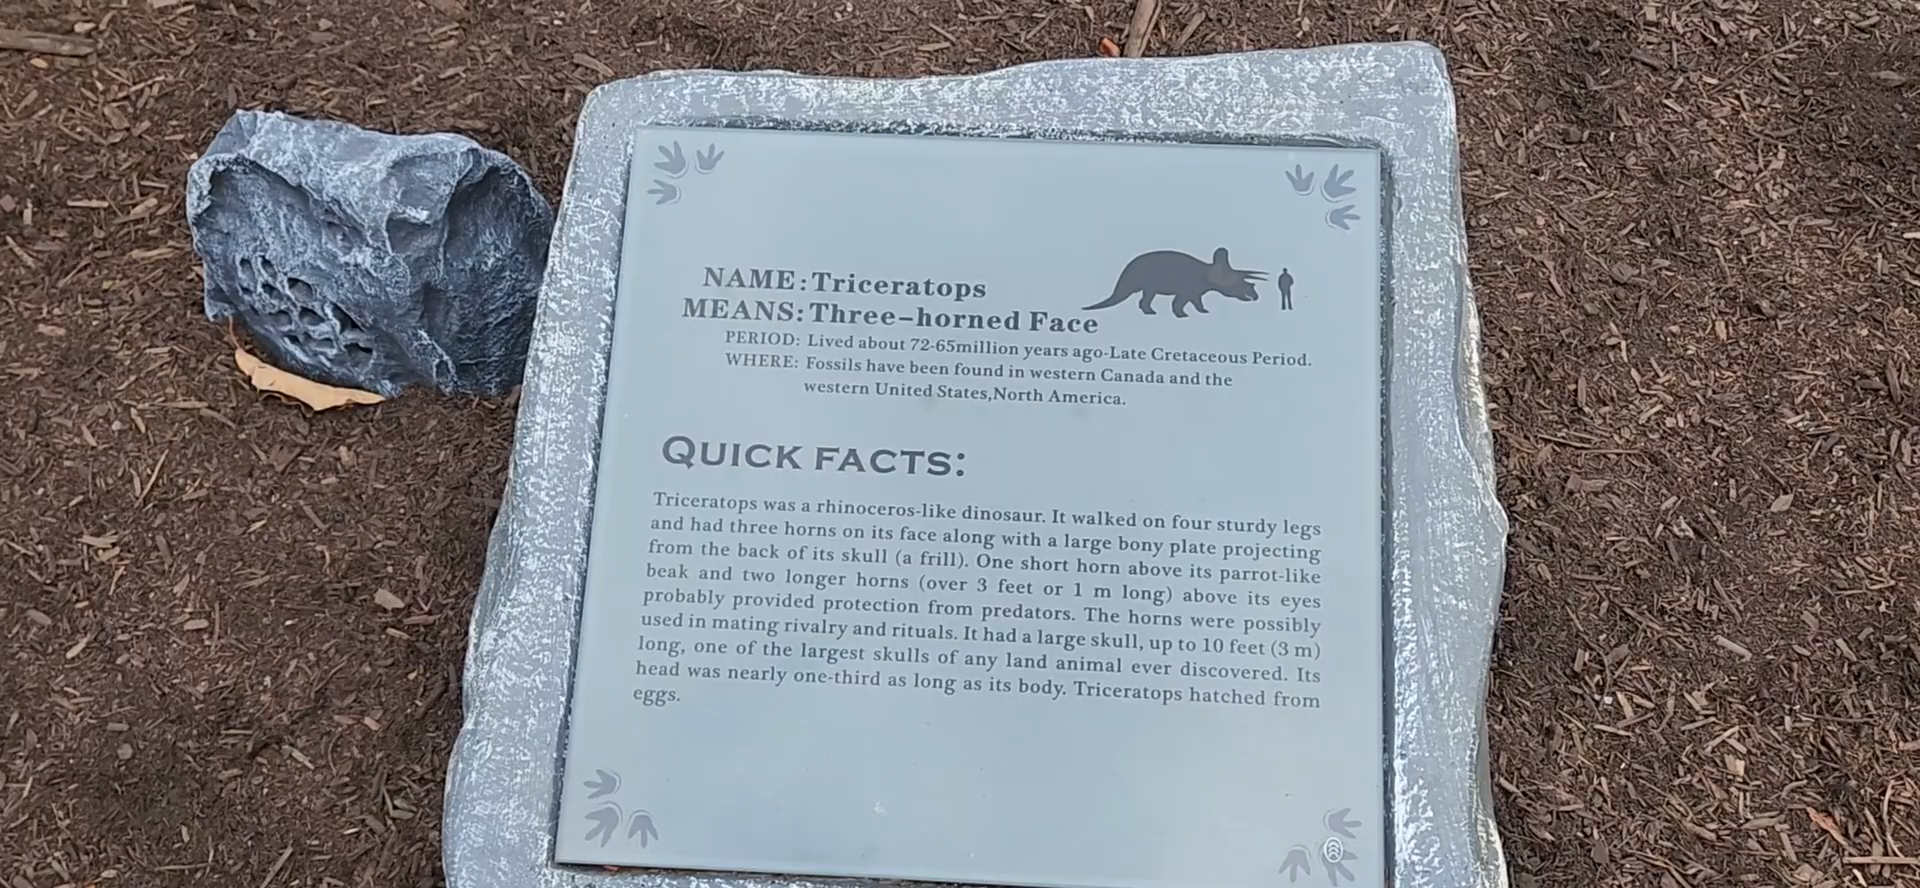 NAME:Triceratops
MEANS:Three-horned Face
PERIOD: Lived about 72-65million years ago-Late Cretaceous Period.
WHERE: Fossils have been found in western Canada and the
western United States,North America.
QUICK FACTS:
Triceratops was a rhinoceros-like dinosaur. It walked on four sturdy legs
and had three horns on its face along with a large bony plate projecting
from the back of its skull (a frill). One short horn above its parrot-like
beak and two longer horns (over 3 feet or 1 m long) above its eyes
probably provided protection from predators. The horns were possibly
used in mating rivalry and rituals. It had a large skull, up to 10 feet (3 m)
long, one of the largest skulls of any land animal ever discovered. Its
head was nearly one-third as long as its body. Triceratops hatched from
eggs.